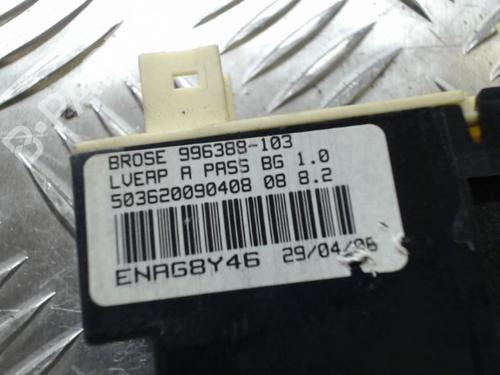 BROSE 996388-103
LVEAP A PASS BG 1.0
503620090408 08 8.2
ENAG8Y46 29/04/06